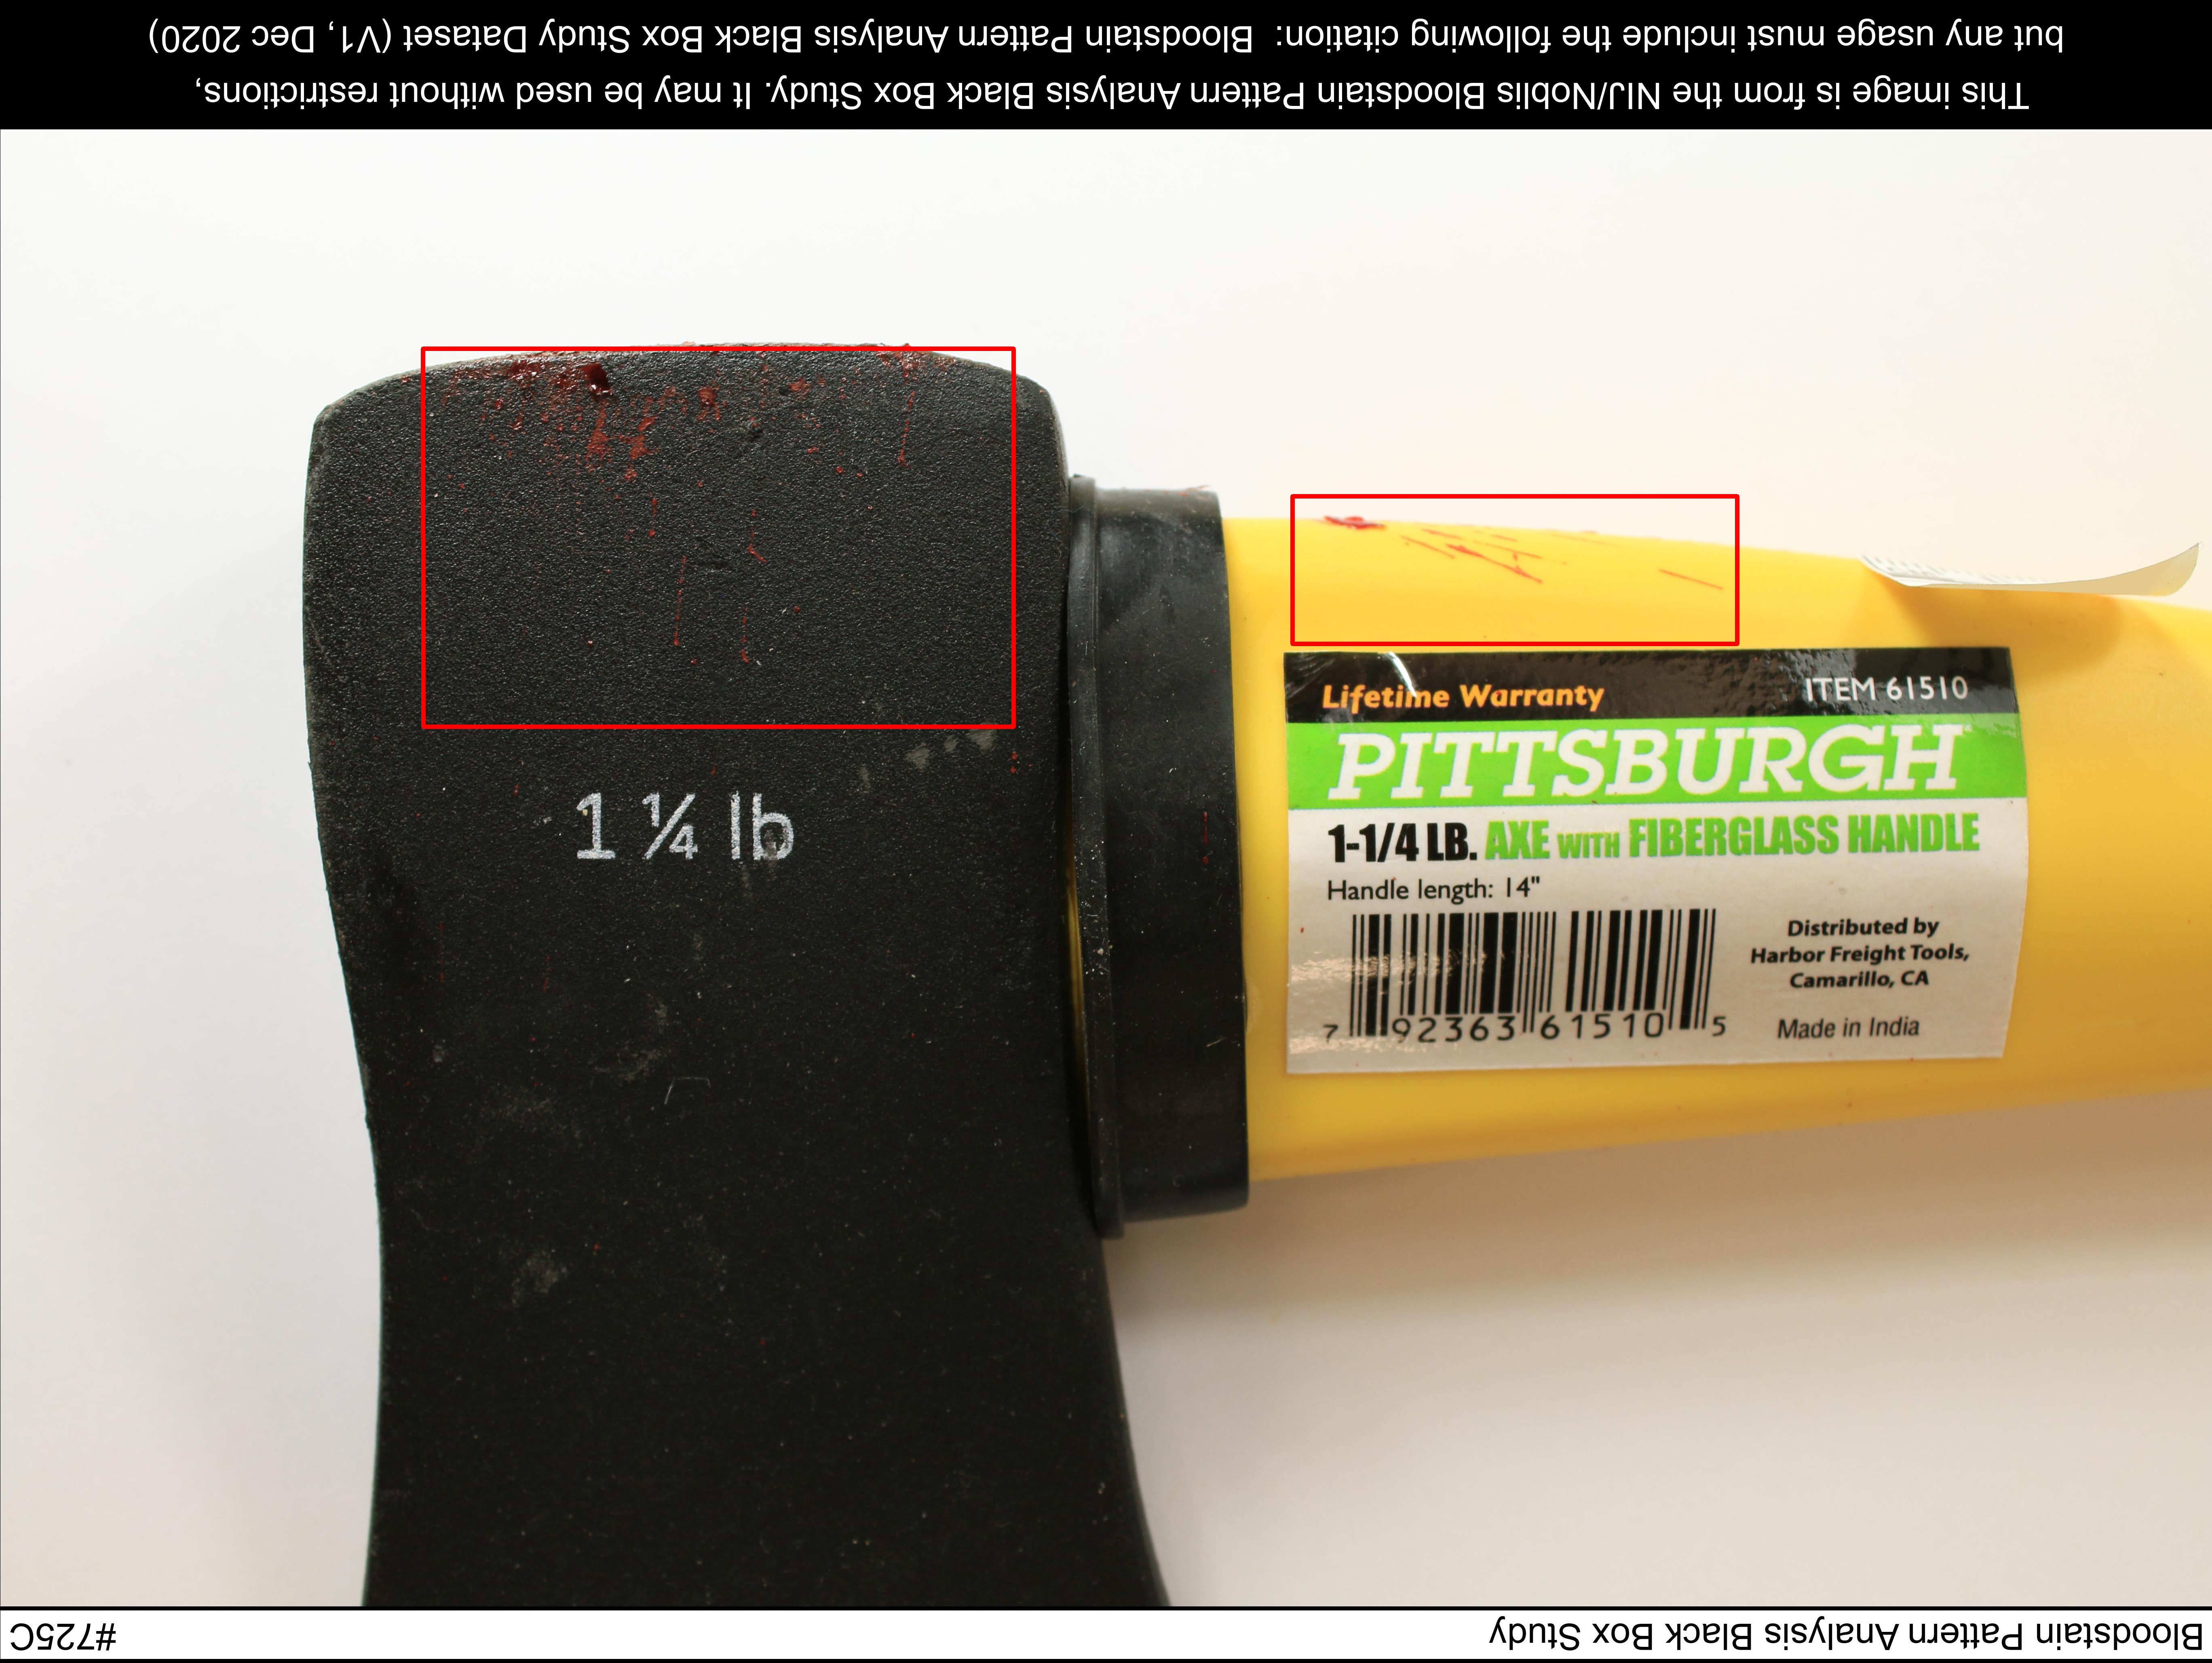 This image is from the NIJ/Noblis Bloodstain Pattern Analysis Black Box Study. It may be used without restrictions,
but any usage must include the following citation: Bloodstain Pattern Analysis Black Box Study Dataset (V1, Dec 2020)
1 ¼ lb
Lifetime Warranty
ITEM 61510
PITTSBURGH
1-1/4 LB. AXE WITH FIBERGLASS HANDLE
Handle length: 14"
Distributed by
Harbor Freight Tools,
Camarillo, CA
Made in India
7 92363 61510 5
Bloodstain Pattern Analysis Black Box Study
#725C